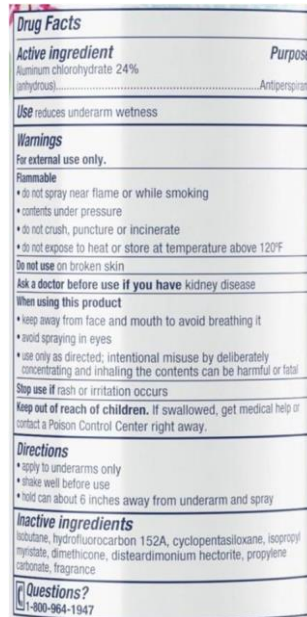 Drug Facts
Active ingredient Purpose
Aluminum chlorohydrate 24%
(anhydrous)..............................Antiperspirant
Use reduces underarm wetness
Warnings
For external use only.
Flammable
• do not spray near flame or while smoking
• contents under pressure
• do not crush, puncture or incinerate
• do not expose to heat or store at temperature above 120°F
Do not use on broken skin
Ask a doctor before use if you have kidney disease
When using this product
• keep away from face and mouth to avoid breathing it
• avoid spraying in eyes
• use only as directed; intentional misuse by deliberately
concentrating and inhaling the contents can be harmful or fatal
Stop use if rash or irritation occurs
Keep out of reach of children. If swallowed, get medical help or
contact a Poison Control Center right away.
Directions
• apply to underarms only
• shake well before use
• hold can about 6 inches away from underarm and spray
Inactive ingredients
Isobutane, hydrofluorocarbon 152A, cyclopentasiloxane, isopropyl
myristate, dimethicone, disteardimonium hectorite, propylene
carbonate, fragrance
Questions?
1-800-964-1947